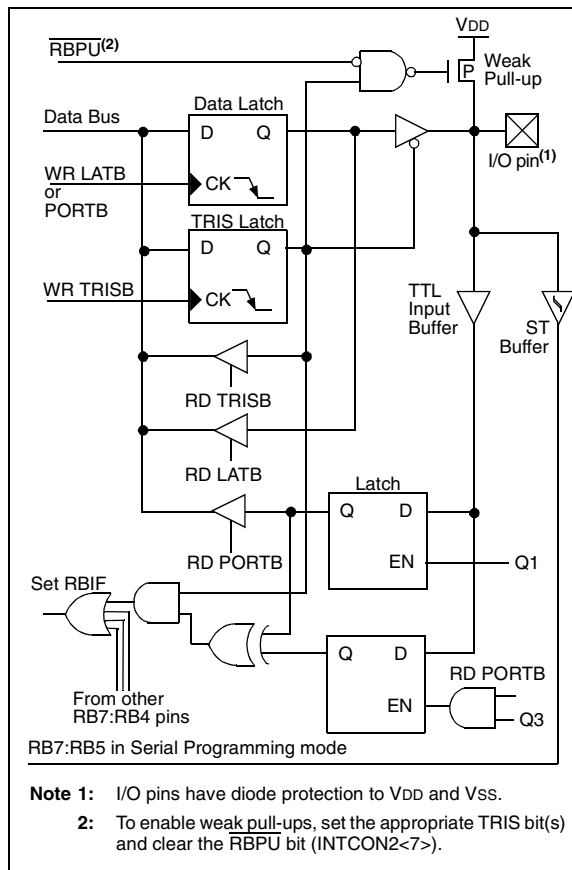 VDD
RBPU(2)
P
Weak
Pull-up
Data Bus
Data Latch
D Q
I/O pin(1)
WR LATB
or
PORTB
CK
TRIS Latch
D Q
WR TRISB
CK
TTL
Input
Buffer
ST
Buffer
RD TRISB
RD LATB
Latch
Q D
RD PORTB
EN
Q1
Set RBIF
Q D
RD PORTB
EN
Q3
From other
RB7:RB4 pins
RB7:RB5 in Serial Programming mode
Note 1: I/O pins have diode protection to VDD and VSS.
2: To enable weak pull-ups, set the appropriate TRIS bit(s)
and clear the RBPU bit (INTCON2<7>).